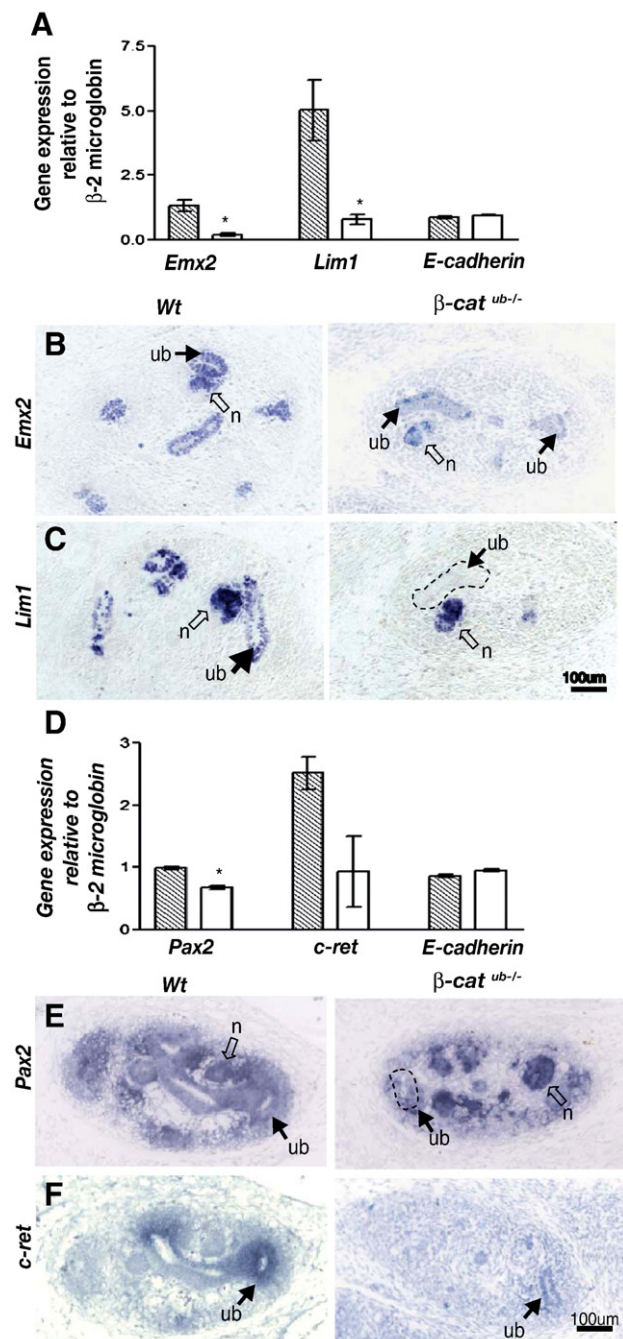 A
Gene expression
relative to
β-2 microglobin
7.5
5.0
2.5
0.0
*
*
Emx2
Lim1
E-cadherin
Wt
β-cat ub-/-
B
Emx2
ub
n
ub
n
ub
C
Lim1
n
ub
ub
n
100um
D
Gene expression
relative to
β-2 microglobin
3
2
1
0
*
Pax2
c-ret
E-cadherin
Wt
β-cat ub-/-
E
Pax2
n
ub
ub
n
F
c-ret
ub
ub
100um